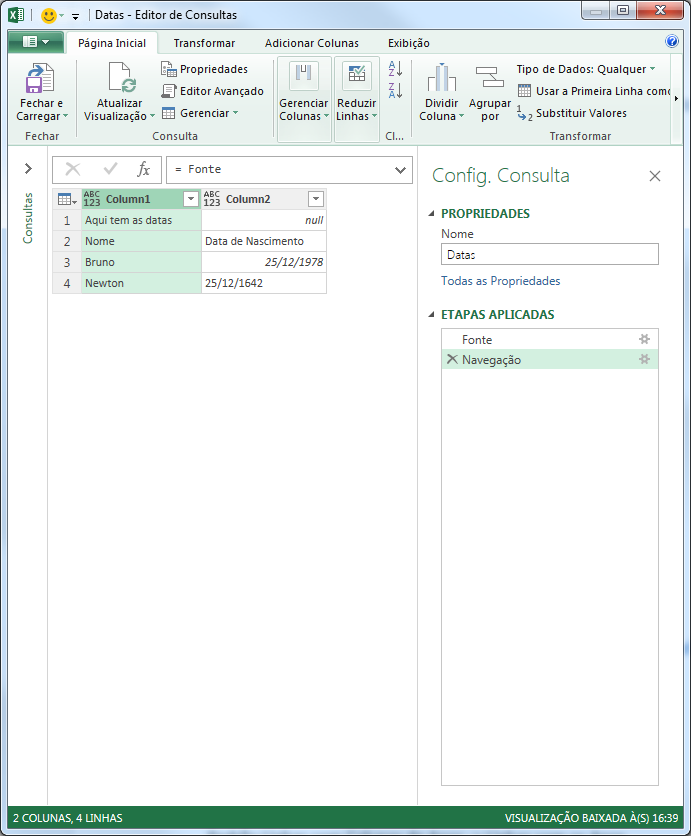 Datas - Editor de Consultas
Página Inicial Transformar Adicionar Colunas Exibição
Fechar e Carregar
Fechar
Atualizar Visualização
Propriedades
Editor Avançado
Gerenciar
Consulta
Gerenciar Colunas
Reduzir Linhas
A
Z
Z
A
Cl...
Dividir Coluna
Agrupar por
Tipo de Dados: Qualquer
Usar a Primeira Linha como
1
2
Substituir Valores
Transformar
Consultas
fx = Fonte
ABC
123 Column1 ABC
123 Column2
1 Aqui tem as datas null
2 Nome Data de Nascimento
3 Bruno 25/12/1978
4 Newton 25/12/1642
Config. Consulta
PROPRIEDADES
Nome
Datas
Todas as Propriedades
ETAPAS APLICADAS
Fonte
Navegação
2 COLUNAS, 4 LINHAS VISUALIZAÇÃO BAIXADA À(S) 16:39